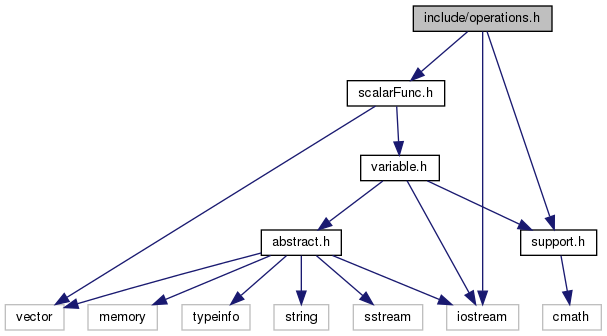 include/operations.h
scalarFunc.h
variable.h
abstract.h
support.h
vector
memory
typeinfo
string
sstream
iostream
cmath